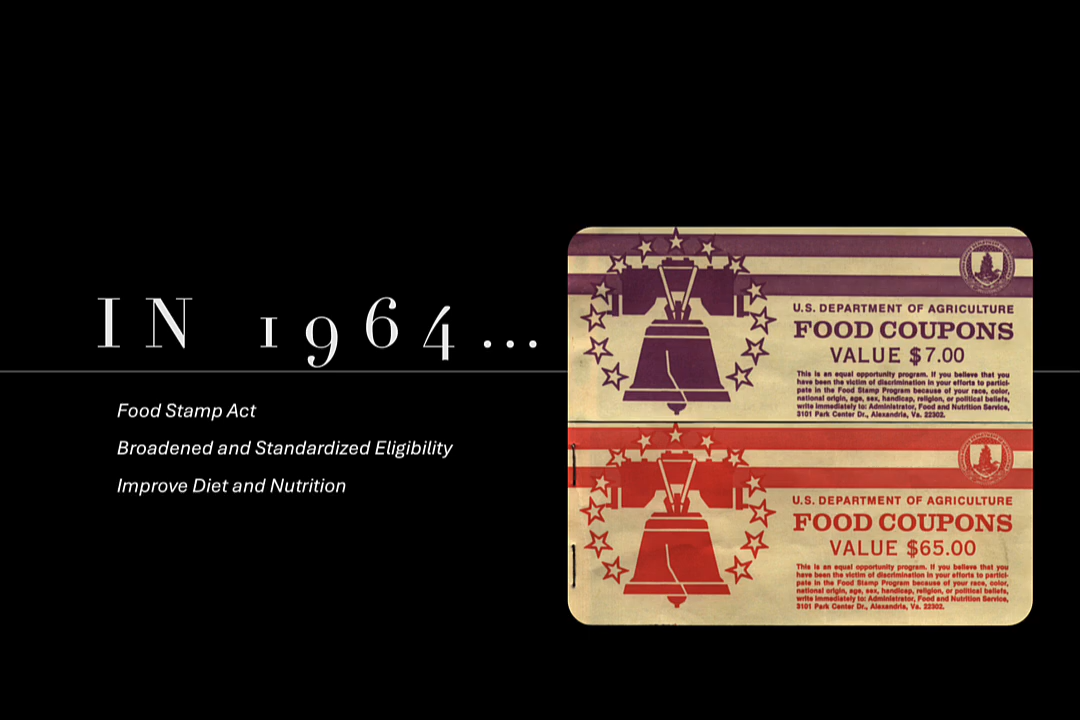 IN 1964...
Food Stamp Act
Broadened and Standardized Eligibility
Improve Diet and Nutrition
U.S. DEPARTMENT OF AGRICULTURE
FOOD COUPONS
VALUE $7.00
This is an equal opportunity program. If you believe that you
have been the victim of discrimination in your efforts to partici-
pate in the Food Stamp Program because of your race, color,
national origin, age, sex, handicap, religion, or political beliefs,
write immediately to: Administrator, Food and Nutrition Service,
3101 Park Center Dr., Alexandria, Va. 22302.
U.S. DEPARTMENT OF AGRICULTURE
FOOD COUPONS
VALUE $65.00
This is an equal opportunity program. If you believe that you
have been the victim of discrimination in your efforts to partici-
pate in the Food Stamp Program because of your race, color,
national origin, age, sex, handicap, religion, or political beliefs,
write immediately to: Administrator, Food and Nutrition Service,
3101 Park Center Dr., Alexandria, Va. 22302.